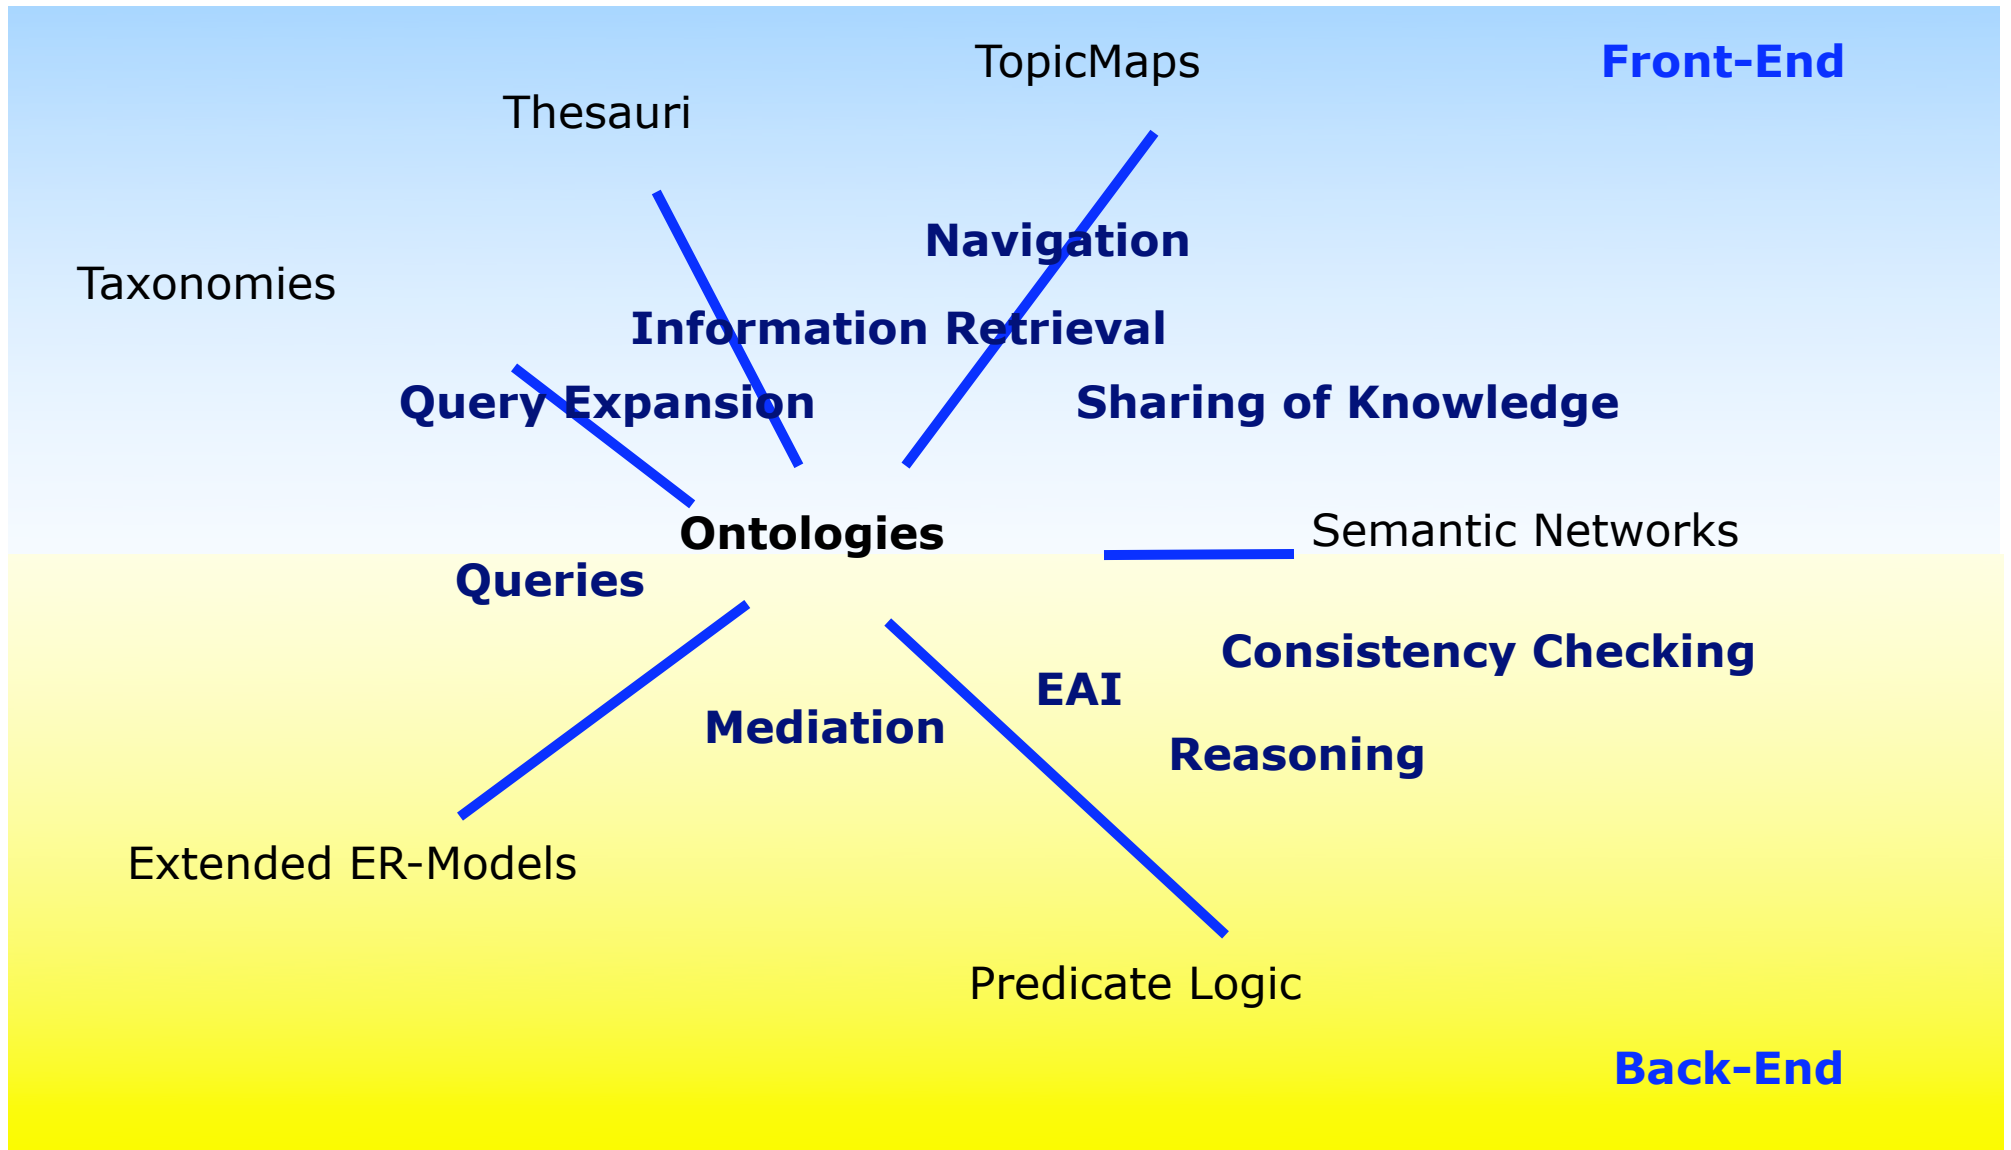 TopicMaps
Front-End
Thesauri
Navigation
Taxonomies
Information Retrieval
Query Expansion
Sharing of Knowledge
Ontologies
Semantic Networks
Queries
Consistency Checking
EAI
Mediation
Reasoning
Extended ER-Models
Predicate Logic
Back-End